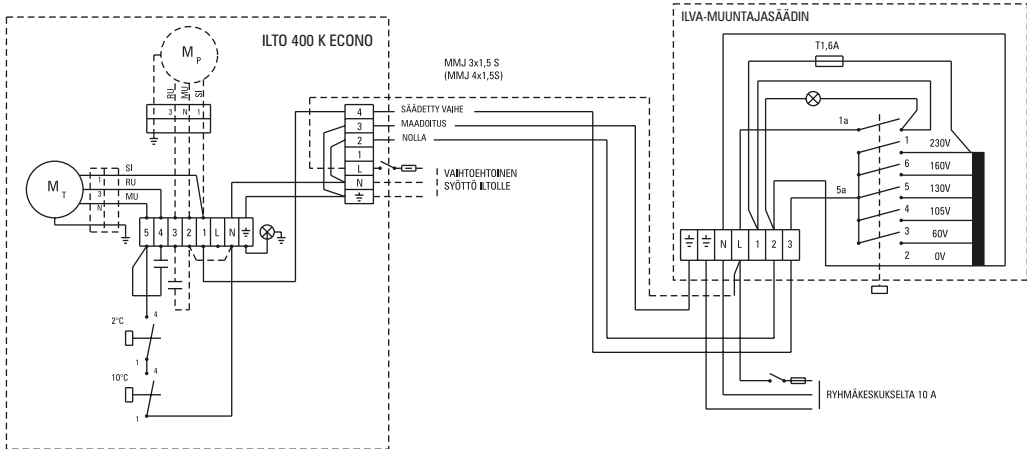 ILTO 400 K ECONO
M P
RU
MU
SI
3 N 1
M T
SI
RU
MU
1
3
N
5 4 3 2 1 L N
2°C
4
1
10°C
4
1
4
3
2
1
L
N
MMJ 3x1,5 S
(MMJ 4x1,5S)
SÄÄDETTY VAIHE
MAADOITUS
NOLLA
VAIHTOEHTOINEN
SYÖTTÖ ILTOLLE
ILVA-MUUNTAJASÄÄDIN
T1,6A
1a
1 230V
6 160V
5a
5 130V
4 105V
3 60V
2 0V
N L 1 2 3
RYHMÄKESKUKSELTA 10 A